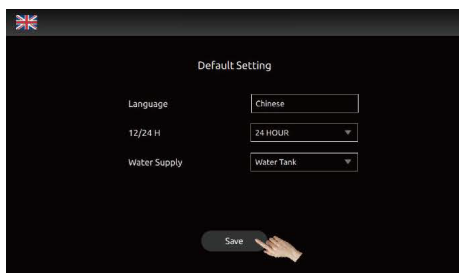 Default Setting
Language Chinese
12/24 H 24 HOUR
Water Supply Water Tank
Save